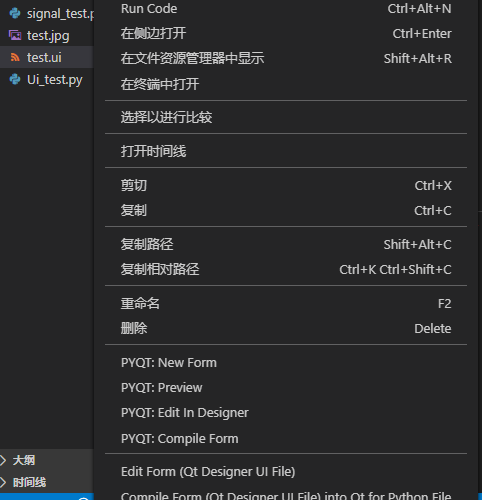 signal_test.p
test.jpg
test.ui
Ui_test.py
大纲
时间线
Run Code Ctrl+Alt+N
在侧边打开 Ctrl+Enter
在文件资源管理器中显示 Shift+Alt+R
在终端中打开
选择以进行比较
打开时间线
剪切 Ctrl+X
复制 Ctrl+C
复制路径 Shift+Alt+C
复制相对路径 Ctrl+K Ctrl+Shift+C
重命名 F2
删除 Delete
PYQT: New Form
PYQT: Preview
PYQT: Edit In Designer
PYQT: Compile Form
Edit Form (Qt Designer UI File)
Compile Form (Qt Designer UI File) into Qt for Python File